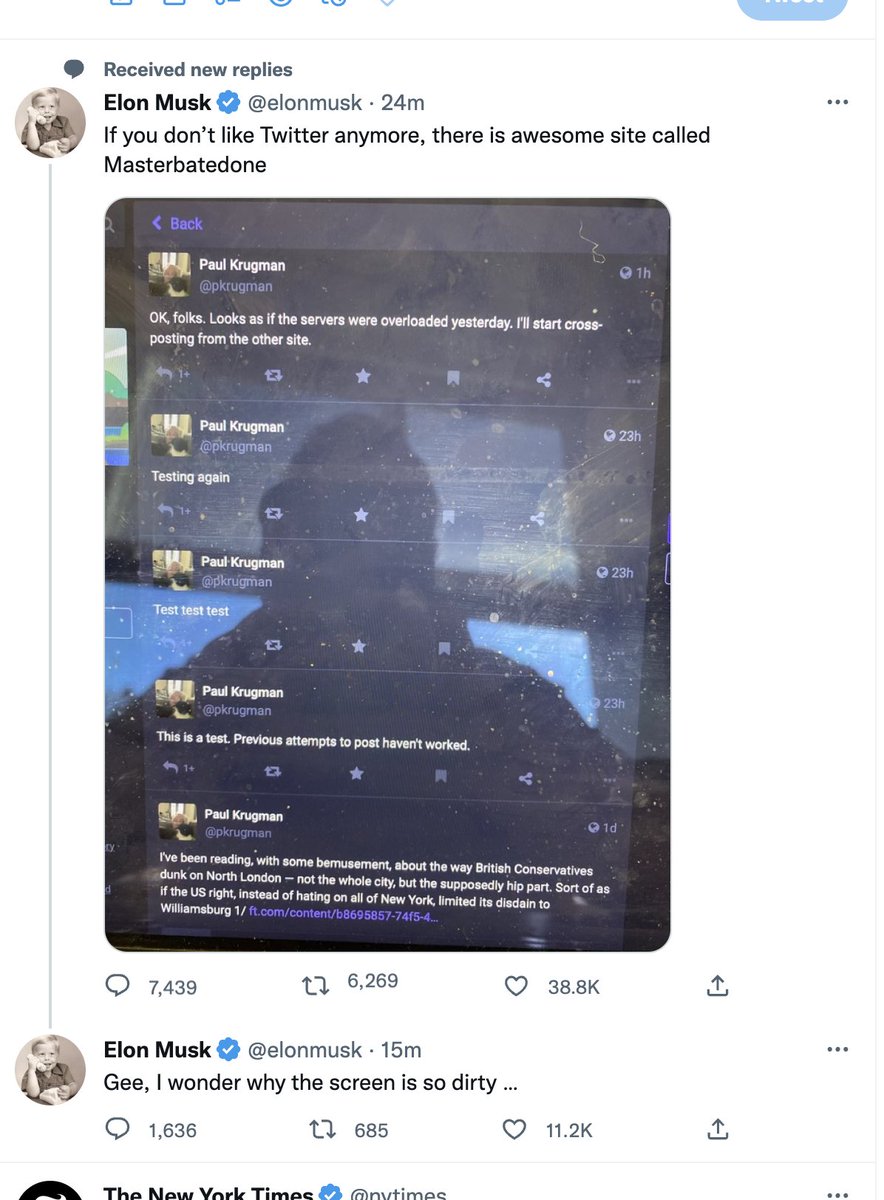 Received new replies
Elon Musk @elonmusk · 24m
If you don’t like Twitter anymore, there is awesome site called
Masterbatedone
Back
Paul Krugman
@pkrugman
1h
OK, folks. Looks as if the servers were overloaded yesterday. I'll start cross-
posting from the other site.
1+
Paul Krugman
@pkrugman
23h
Testing again
1+
Paul Krugman
@pkrugman
23h
Test test test
Paul Krugman
@pkrugman
23h
This is a test. Previous attempts to post haven't worked.
1+
Paul Krugman
@pkrugman
1d
I've been reading, with some bemusement, about the way British Conservatives
dunk on North London — not the whole city, but the supposedly hip part. Sort of as
if the US right, instead of hating on all of New York, limited its disdain to
Williamsburg 1/ ft.com/content/b8695857-74f5-4...
7,439 6,269 38.8K
Elon Musk @elonmusk · 15m
Gee, I wonder why the screen is so dirty ...
1,636 685 11.2K
The New York Times @nytimes